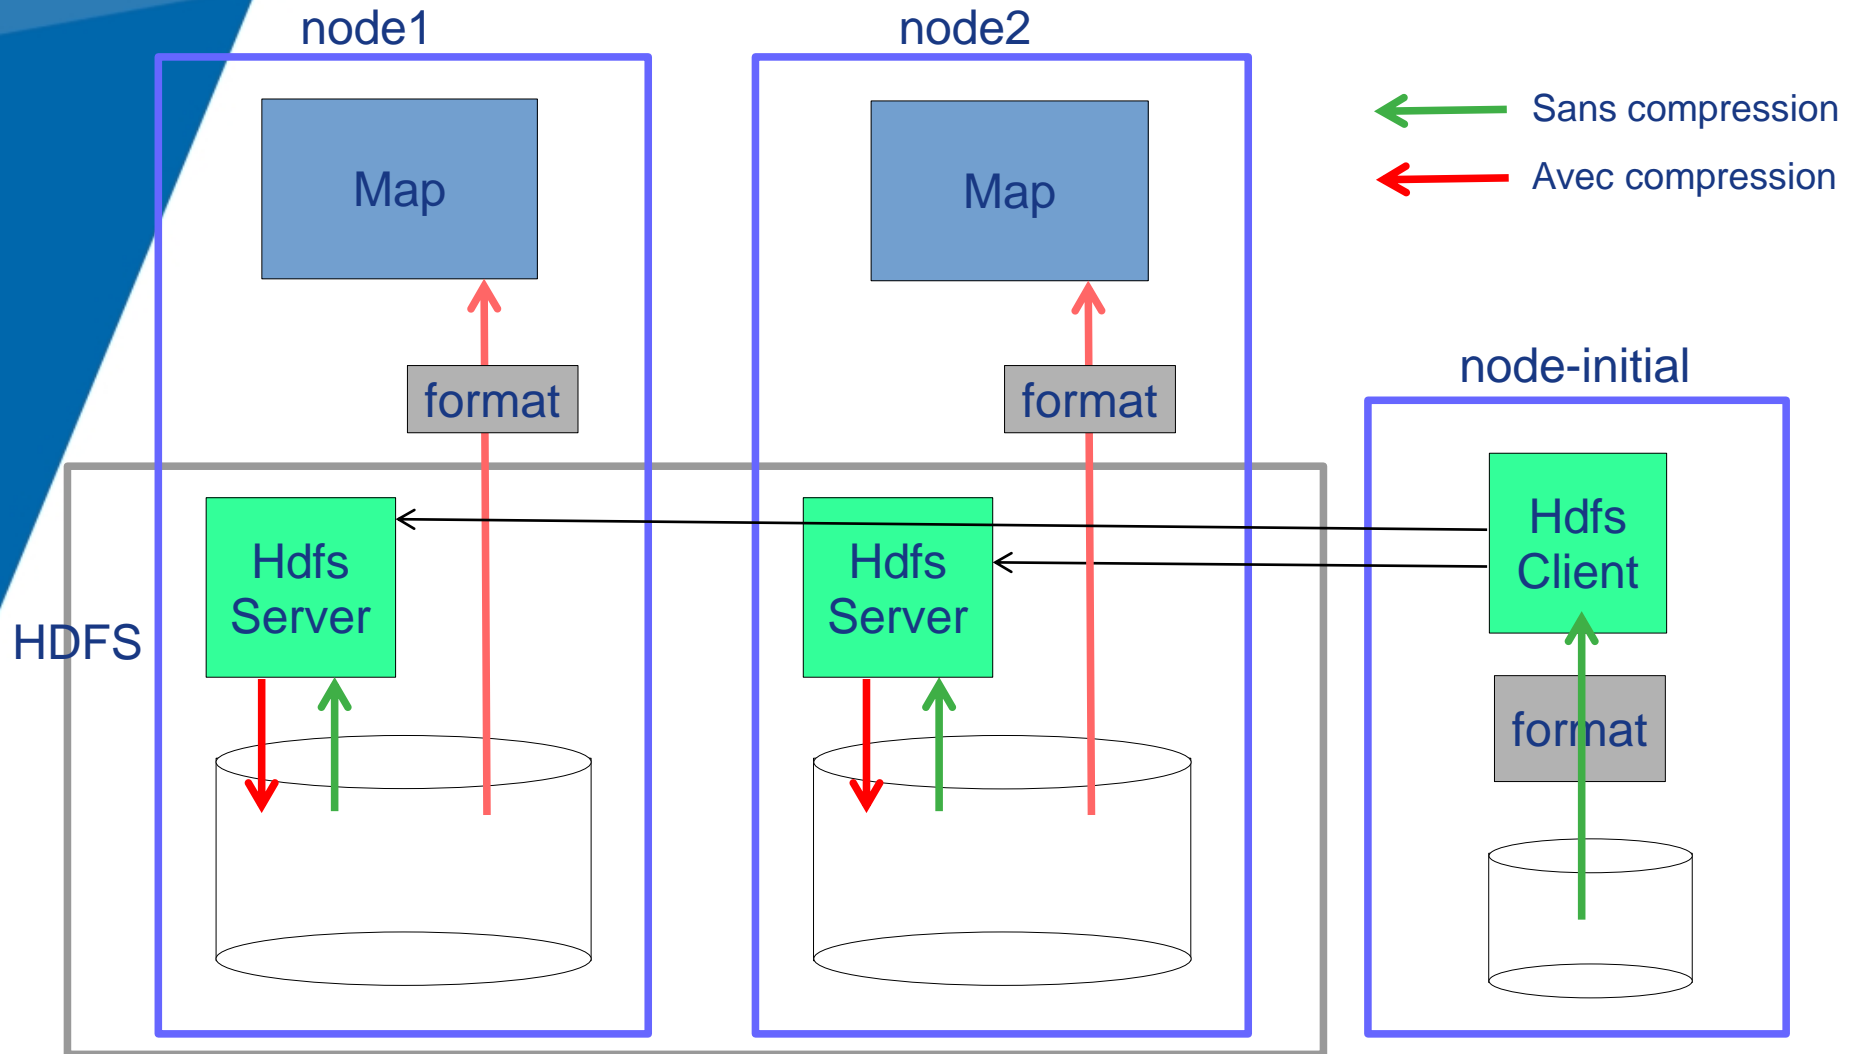 node1
node2
Sans compression
Avec compression
Map
Map
node-initial
format
format
Hdfs
Client
Hdfs
Server
Hdfs
Server
HDFS
format